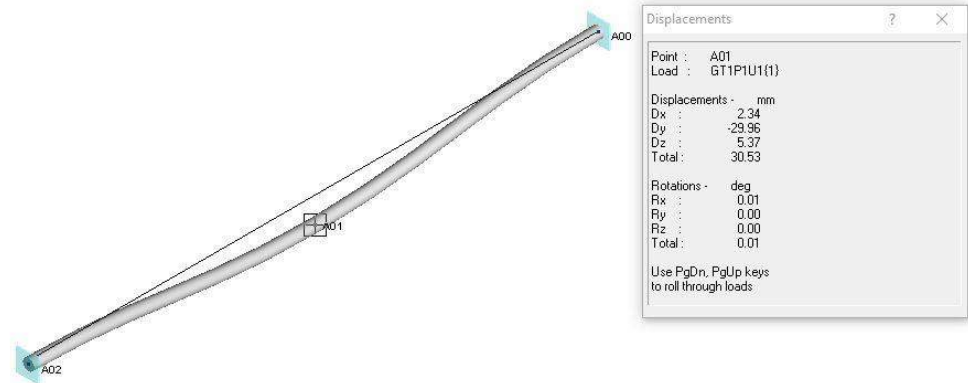 A00
A01
A02
Displacements ? ×
Point : A01
Load : GT1P1U1{1}
Displacements - mm
Dx : 2.34
Dy : -29.96
Dz : 5.37
Total : 30.53
Rotations - deg
Rx : 0.01
Ry : 0.00
Rz : 0.00
Total : 0.01
Use PgDn, PgUp keys
to roll through loads